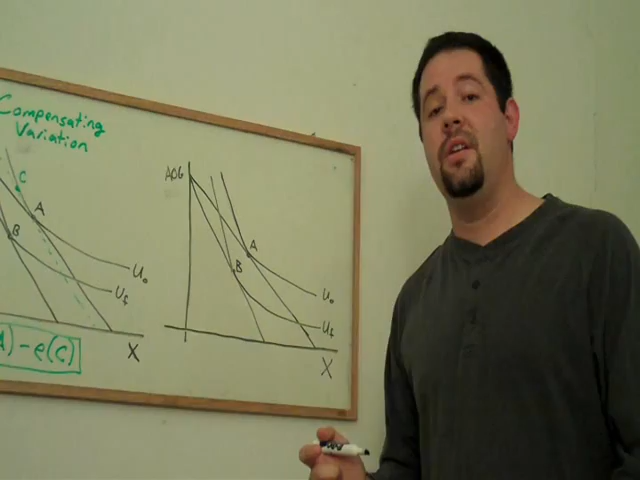 Compensating
Variation
C
A
B
U₀
U_f
X
) - e(C)
AOG
A
B
U₀
U_f
X